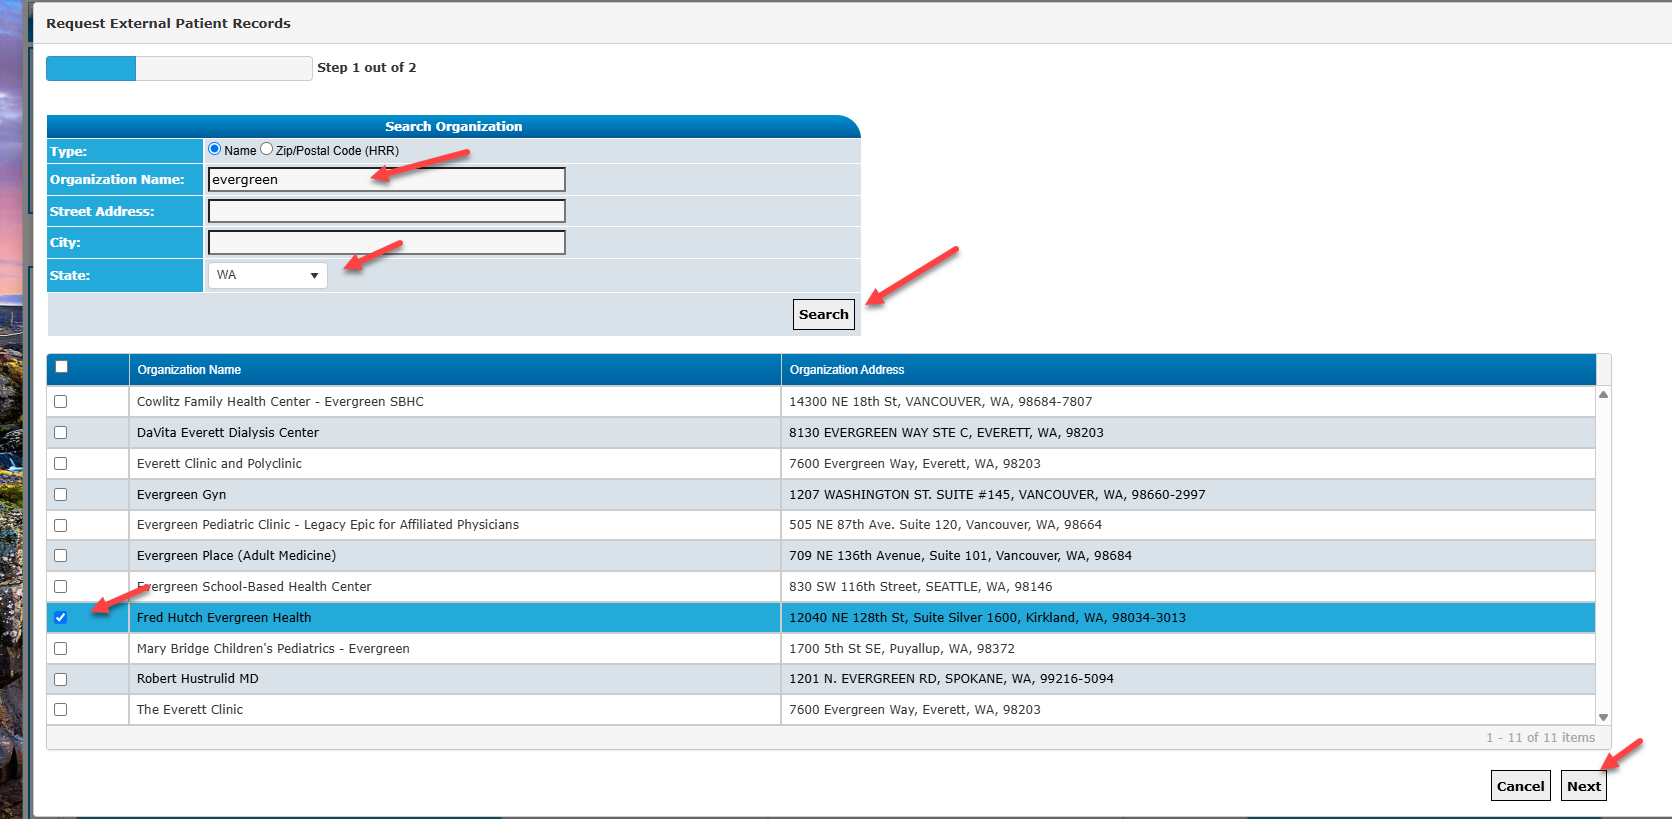 Request External Patient Records
Step 1 out of 2
Search Organization
Type: Name Zip/Postal Code (HRR)
Organization Name: evergreen
Street Address:
City:
State: WA
Search
Organization Name Organization Address
Cowlitz Family Health Center - Evergreen SBHC 14300 NE 18th St, VANCOUVER, WA, 98684-7807
DaVita Everett Dialysis Center 8130 EVERGREEN WAY STE C, EVERETT, WA, 98203
Everett Clinic and Polyclinic 7600 Evergreen Way, Everett, WA, 98203
Evergreen Gyn 1207 WASHINGTON ST. SUITE #145, VANCOUVER, WA, 98660-2997
Evergreen Pediatric Clinic - Legacy Epic for Affiliated Physicians 505 NE 87th Ave. Suite 120, Vancouver, WA, 98664
Evergreen Place (Adult Medicine) 709 NE 136th Avenue, Suite 101, Vancouver, WA, 98684
Evergreen School-Based Health Center 830 SW 116th Street, SEATTLE, WA, 98146
Fred Hutch Evergreen Health 12040 NE 128th St, Suite Silver 1600, Kirkland, WA, 98034-3013
Mary Bridge Children's Pediatrics - Evergreen 1700 5th St SE, Puyallup, WA, 98372
Robert Hustrulid MD 1201 N. EVERGREEN RD, SPOKANE, WA, 99216-5094
The Everett Clinic 7600 Evergreen Way, Everett, WA, 98203
1 - 11 of 11 items
Cancel Next